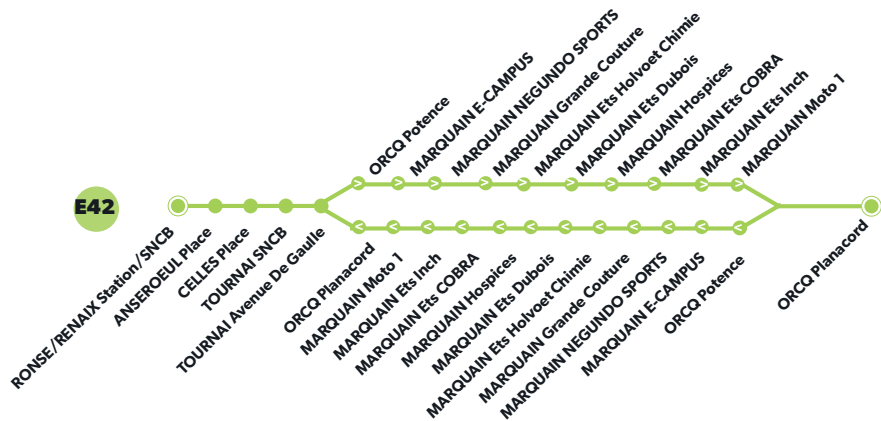 E42
RONSE/RENAIX Station/SNCB
ANSEROEUL Place
CELLES Place
TOURNAI SNCB
TOURNAI Avenue De Gaulle
ORCQ Potence
MARQUAIN E-CAMPUS
MARQUAIN NEGUNDO SPORTS
MARQUAIN Grande Couture
MARQUAIN Ets Holvoet Chimie
MARQUAIN Ets Dubois
MARQUAIN Hospices
MARQUAIN Ets COBRA
MARQUAIN Ets Inch
MARQUAIN Moto 1
ORCQ Planacord
MARQUAIN Moto 1
MARQUAIN Ets Inch
MARQUAIN Ets COBRA
MARQUAIN Hospices
MARQUAIN Ets Dubois
MARQUAIN Ets Holvoet Chimie
MARQUAIN Grande Couture
MARQUAIN NEGUNDO SPORTS
MARQUAIN E-CAMPUS
ORCQ Potence
ORCQ Planacord